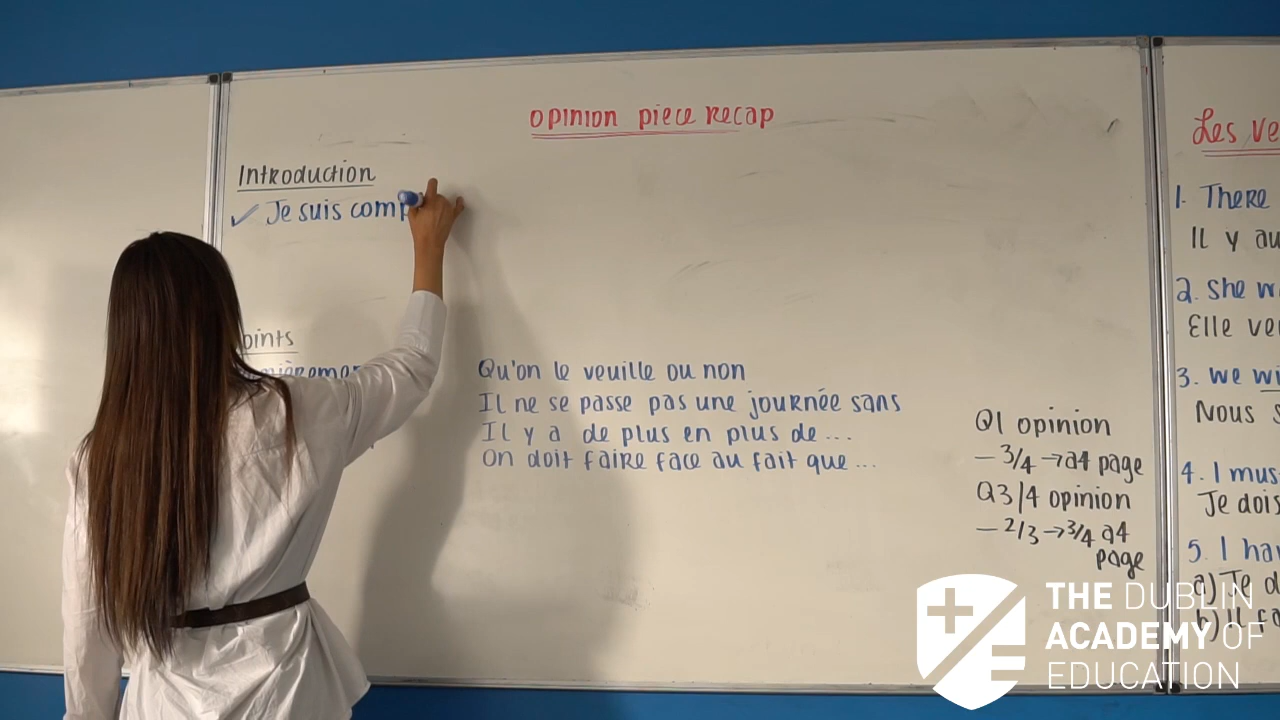 opinion piece recap
Introduction
✓ Je suis comp
oints
Qu'on le veuille ou non
Il ne se passe pas une journée sans
Il y a de plus en plus de ...
On doit faire face au fait que ...
Q1 opinion
- 3/4 → a4 page
Q3/4 opinion
- 2/3 → 3/4 a4
page
Les ve
1. There
Il y au
2. She w
Elle ve
3. we wi
Nous s
4. I mus
Je dois
5. I hav
a) Je d
b) Il fa
THE DUBLIN
ACADEMY OF
EDUCATION